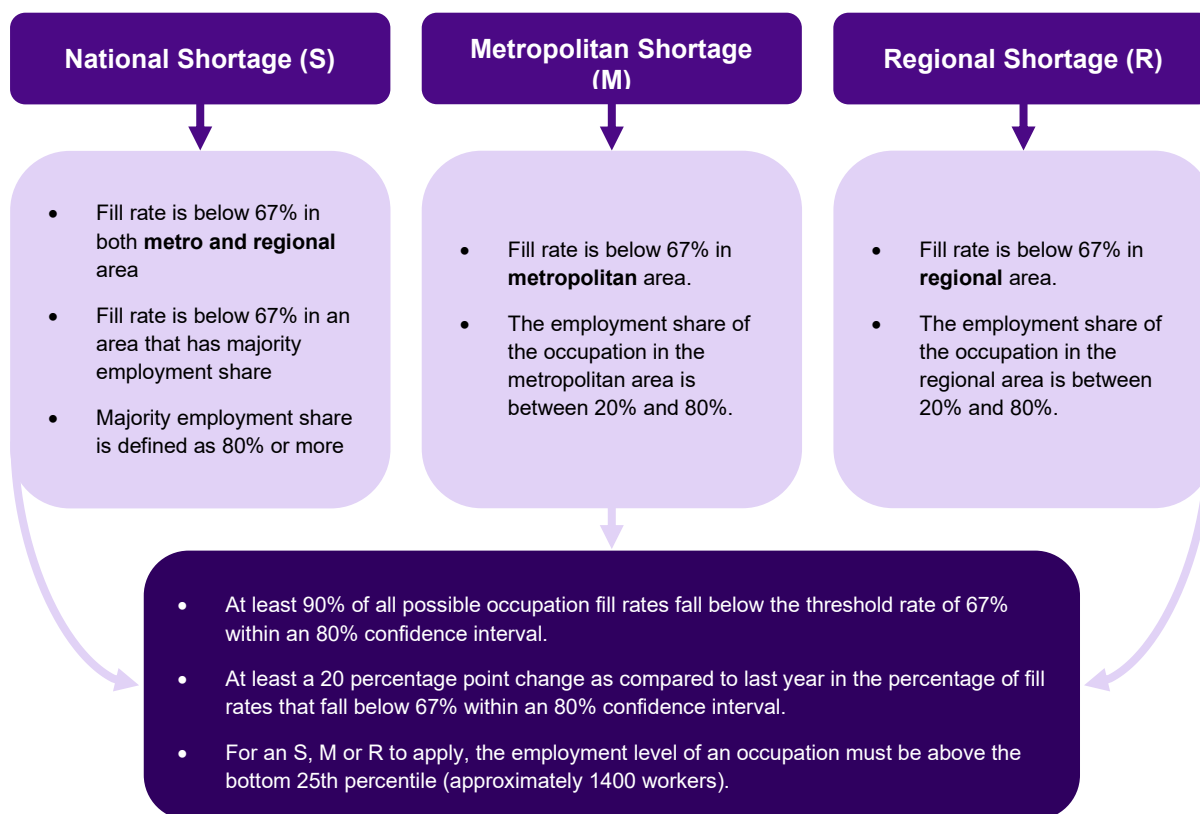 National Shortage (S)
Metropolitan Shortage
(M)
Regional Shortage (R)
• Fill rate is below 67% in
both metro and regional
area
• Fill rate is below 67% in an
area that has majority
employment share
• Majority employment share
is defined as 80% or more
• Fill rate is below 67% in
metropolitan area.
• The employment share of
the occupation in the
metropolitan area is
between 20% and 80%.
• Fill rate is below 67% in
regional area.
• The employment share of
the occupation in the
regional area is between
20% and 80%.
• At least 90% of all possible occupation fill rates fall below the threshold rate of 67%
within an 80% confidence interval.
• At least a 20 percentage point change as compared to last year in the percentage of fill
rates that fall below 67% within an 80% confidence interval.
• For an S, M or R to apply, the employment level of an occupation must be above the
bottom 25th percentile (approximately 1400 workers).